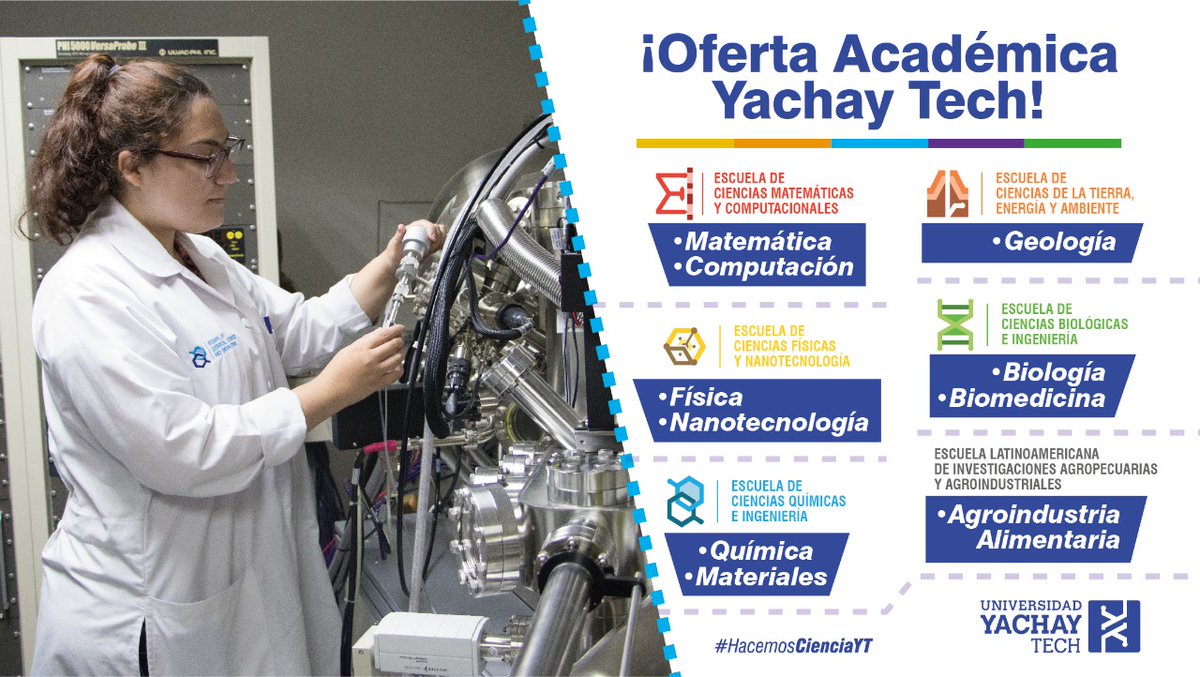 PHI 5000 VersaProbe III
ULVAC-PHI, INC.
¡Oferta Académica
Yachay Tech!
ESCUELA DE
CIENCIAS MATEMÁTICAS
Y COMPUTACIONALES
•Matemática
•Computación
ESCUELA DE
CIENCIAS DE LA TIERRA,
ENERGÍA Y AMBIENTE
•Geología
ESCUELA DE
CIENCIAS FÍSICAS
Y NANOTECNOLOGÍA
•Física
•Nanotecnología
ESCUELA DE
CIENCIAS BIOLÓGICAS
E INGENIERÍA
•Biología
•Biomedicina
ESCUELA DE
CIENCIAS QUÍMICAS
E INGENIERÍA
•Química
•Materiales
ESCUELA LATINOAMERICANA
DE INVESTIGACIONES AGROPECUARIAS
Y AGROINDUSTRIALES
•Agroindustria
Alimentaria
#HacemosCienciaYT
UNIVERSIDAD
YACHAY
TECH